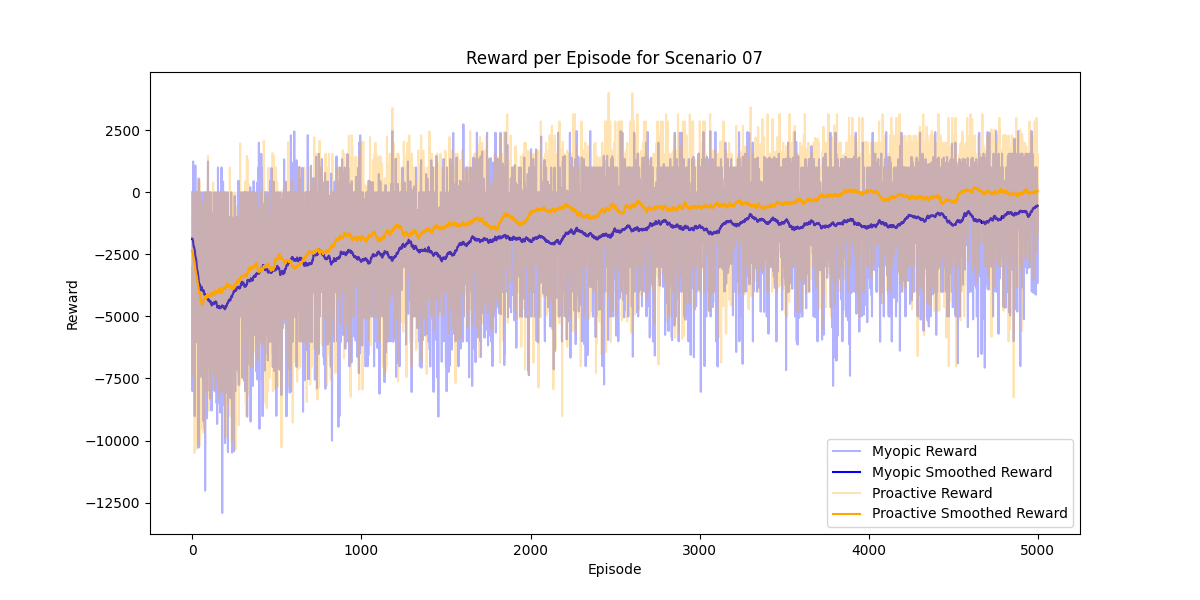 Reward per Episode for Scenario 07
Reward
2500
0
−2500
−5000
−7500
−10000
−12500
0 1000 2000 3000 4000 5000
Episode
Myopic Reward
Myopic Smoothed Reward
Proactive Reward
Proactive Smoothed Reward